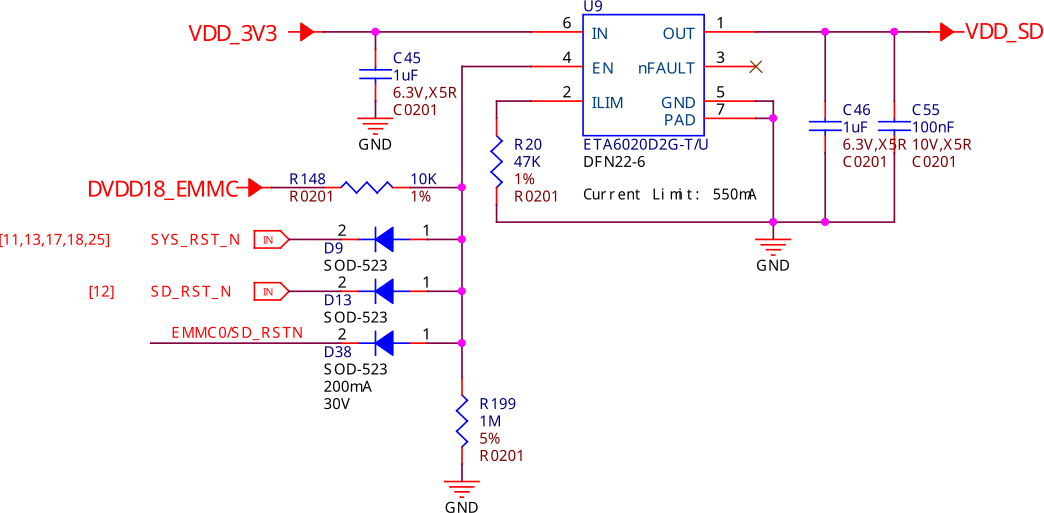 U9
VDD_3V3
6
IN
OUT
1
VDD_SD
C45
1uF
6.3V,X5R
C0201
GND
4
EN
nFAULT
3
2
ILIM
GND
5
PAD
7
ETA6020D2G-T/U
DFN22-6
Current Limit: 550mA
R20
47K
1%
R0201
C46
1uF
6.3V,X5R
C0201
C55
100nF
10V,X5R
C0201
GND
DVDD18_EMMC
R148
R0201
10K
1%
[11,13,17,18,25]
SYS_RST_N
IN
2
1
D9
SOD-523
[12]
SD_RST_N
IN
2
1
D13
SOD-523
EMMC0/SD_RSTN
2
1
D38
SOD-523
200mA
30V
R199
1M
5%
R0201
GND